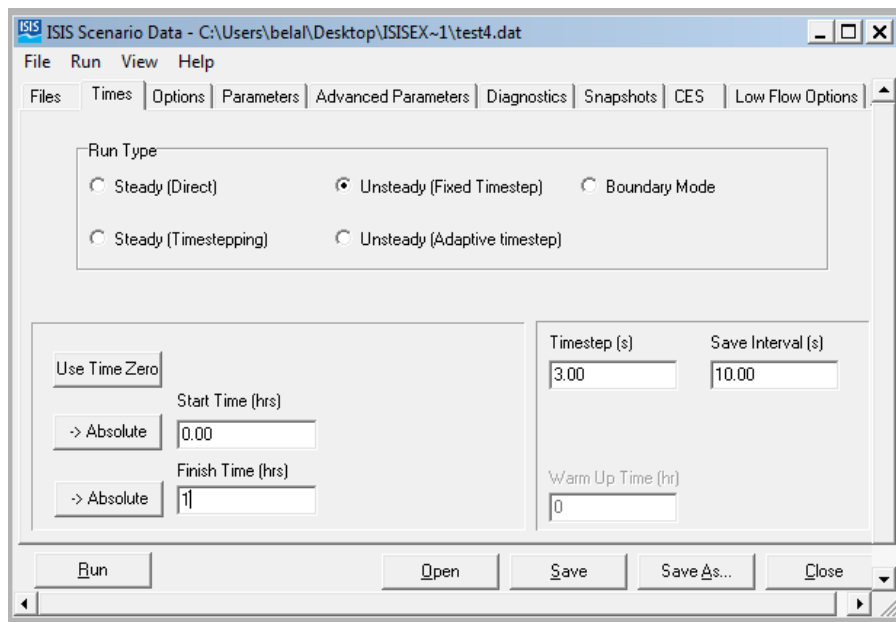 ISIS ISIS Scenario Data - C:\Users\belal\Desktop\ISISEX~1\test4.dat
File Run View Help
Files Times Options Parameters Advanced Parameters Diagnostics Snapshots CES Low Flow Options
Run Type
Steady (Direct) Unsteady (Fixed Timestep) Boundary Mode
Steady (Timestepping) Unsteady (Adaptive timestep)
Timestep (s) Save Interval (s)
Use Time Zero 3.00 10.00
Start Time (hrs)
-> Absolute 0.00
Finish Time (hrs) Warm Up Time (hr)
-> Absolute 1 0
Run Open Save Save As... Close